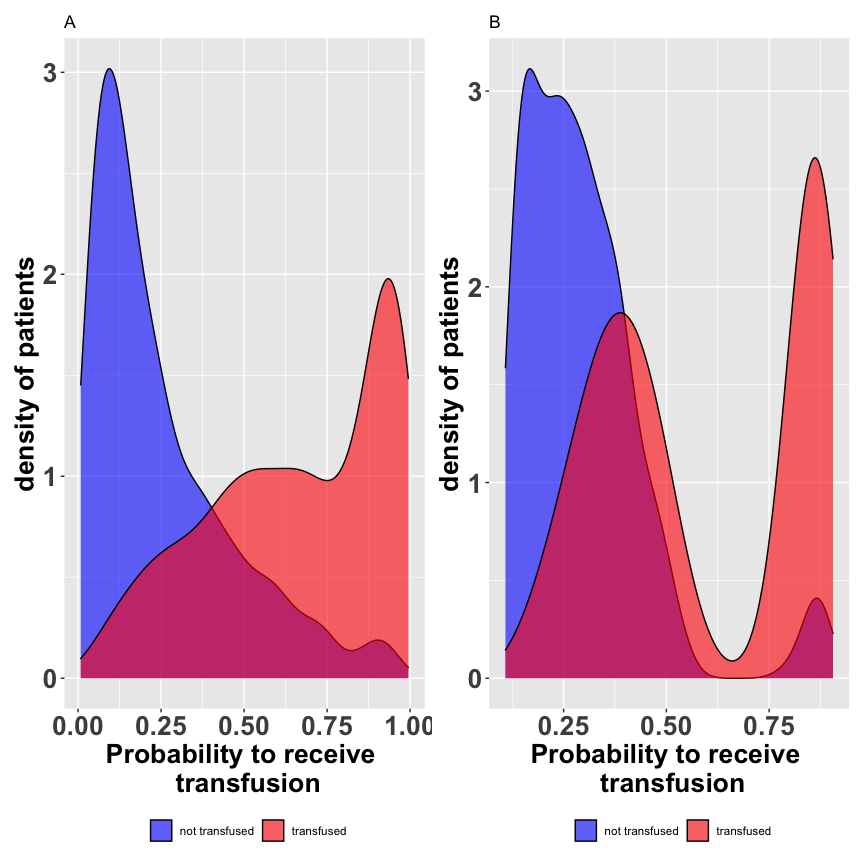 A
density of patients
3
2
1
0
0.00 0.25 0.50 0.75 1.00
Probability to receive
transfusion
not transfused transfused
B
density of patients
3
2
1
0
0.25 0.50 0.75
Probability to receive
transfusion
not transfused transfused